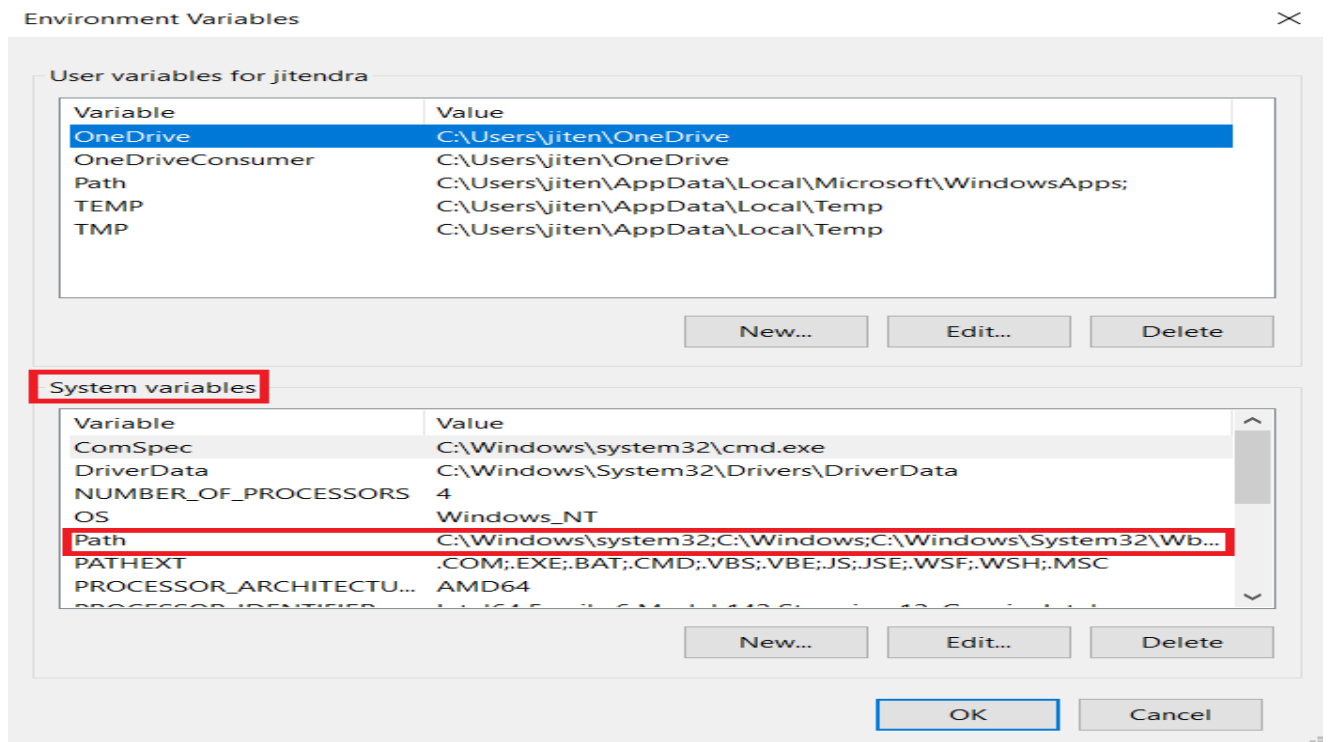 Environment Variables
User variables for jitendra
Variable Value
OneDrive C:\Users\jiten\OneDrive
OneDriveConsumer C:\Users\jiten\OneDrive
Path C:\Users\jiten\AppData\Local\Microsoft\WindowsApps;
TEMP C:\Users\jiten\AppData\Local\Temp
TMP C:\Users\jiten\AppData\Local\Temp
New... Edit... Delete
System variables
Variable Value
ComSpec C:\Windows\system32\cmd.exe
DriverData C:\Windows\System32\Drivers\DriverData
NUMBER_OF_PROCESSORS 4
OS Windows_NT
Path C:\Windows\system32;C:\Windows;C:\Windows\System32\Wb...
PATHEXT .COM;.EXE;.BAT;.CMD;.VBS;.VBE;.JS;.JSE;.WSF;.WSH;.MSC
PROCESSOR_ARCHITECTU... AMD64
New... Edit... Delete
OK Cancel